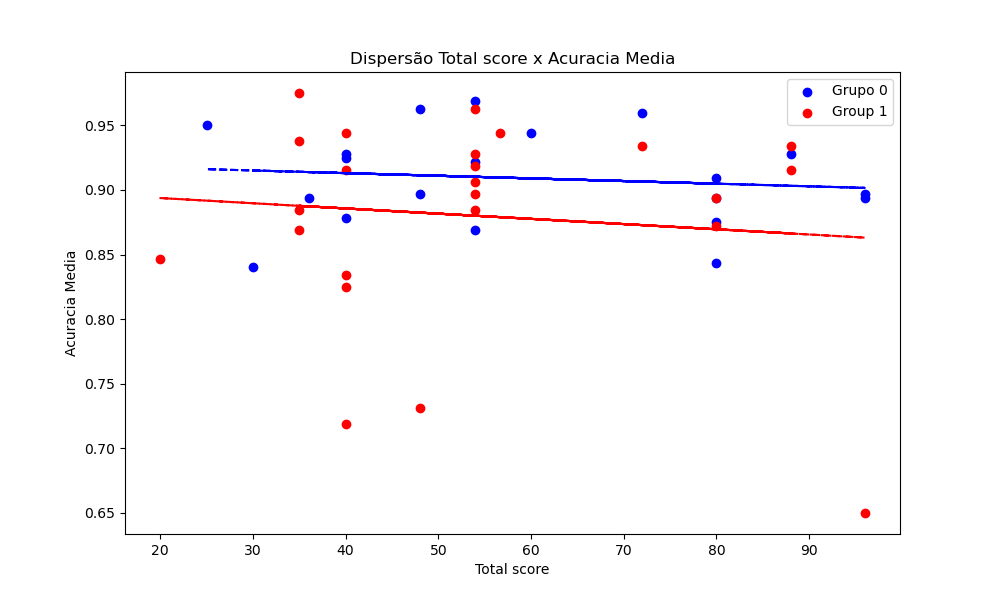 Dispersão Total score x Acuracia Media
Grupo 0
Group 1
0.95
0.90
0.85
0.80
0.75
0.70
0.65
Acuracia Media
20 30 40 50 60 70 80 90
Total score